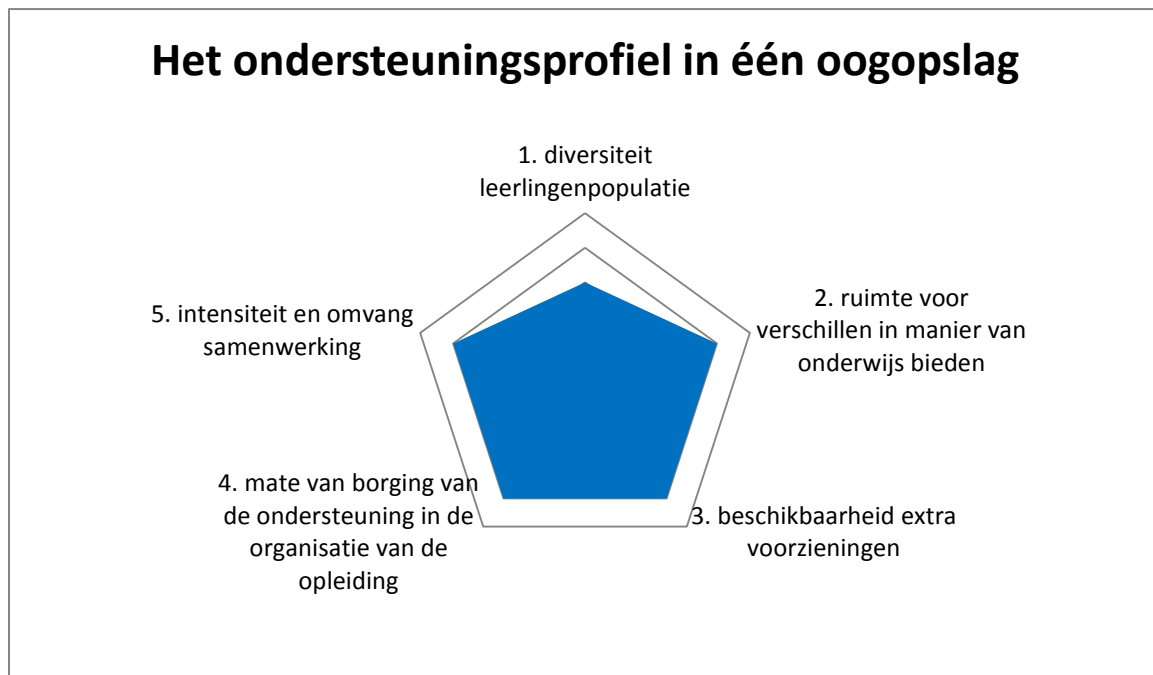 Het ondersteuningsprofiel in één oogopslag
1. diversiteit
leerlingenpopulatie
2. ruimte voor
verschillen in manier van
onderwijs bieden
3. beschikbaarheid extra
voorzieningen
4. mate van borging van
de ondersteuning in de
organisatie van de
opleiding
5. intensiteit en omvang
samenwerking